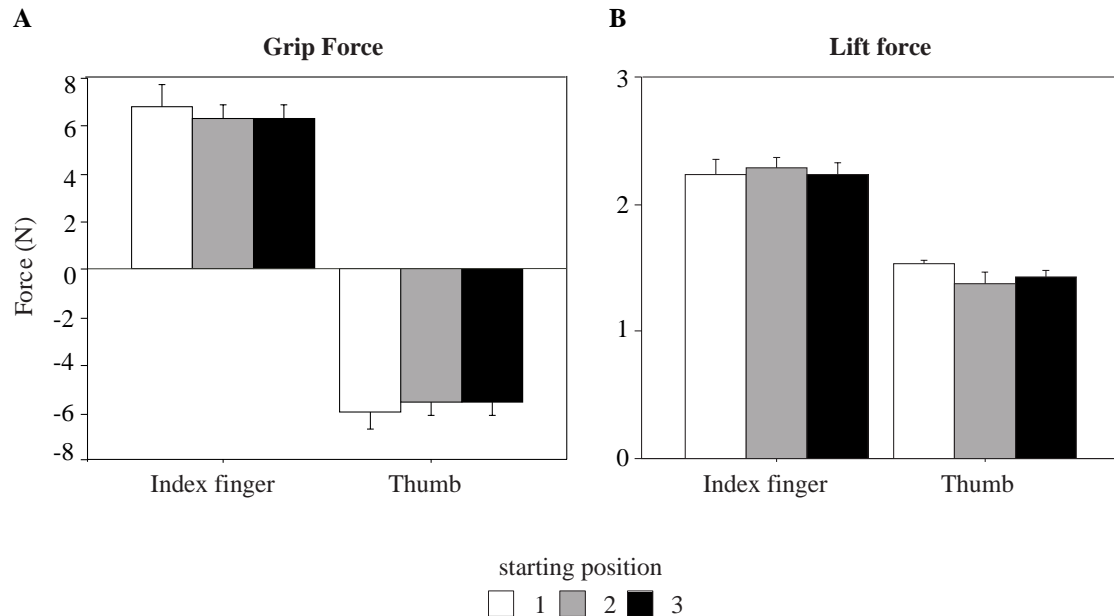 A
Grip Force
Force (N)
8
6
4
2
0
-2
-4
-6
-8
Index finger
Thumb
B
Lift force
3
2
1
0
Index finger
Thumb
starting position
1 2 3